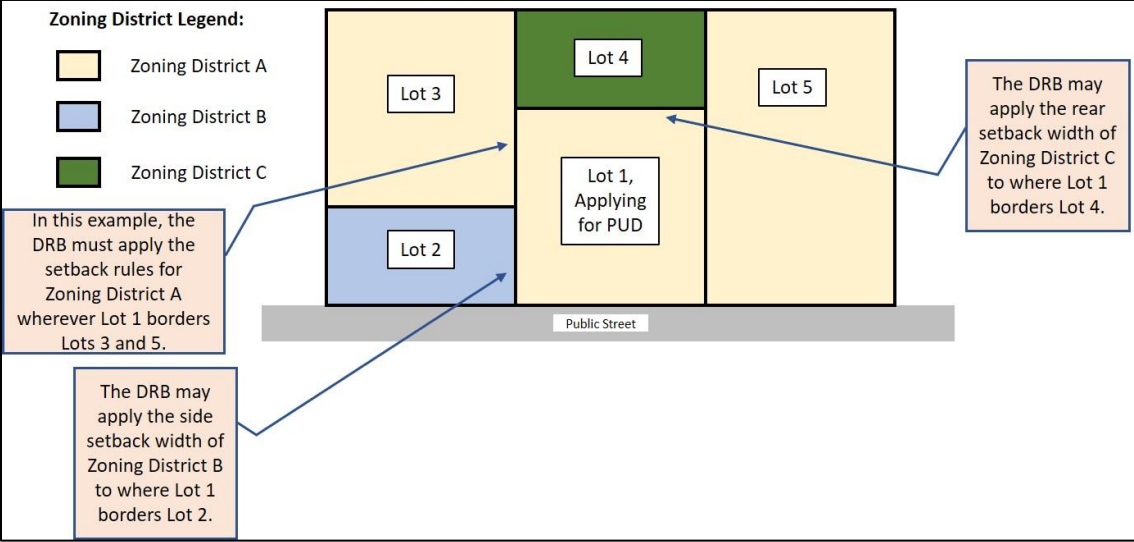 Zoning District Legend:
Zoning District A
Zoning District B
Zoning District C
In this example, the
DRB must apply the
setback rules for
Zoning District A
wherever Lot 1 borders
Lots 3 and 5.
The DRB may
apply the side
setback width of
Zoning District B
to where Lot 1
borders Lot 2.
Lot 3
Lot 4
Lot 5
Lot 1,
Applying
for PUD
Lot 2
Public Street
The DRB may
apply the rear
setback width of
Zoning District C
to where Lot 1
borders Lot 4.